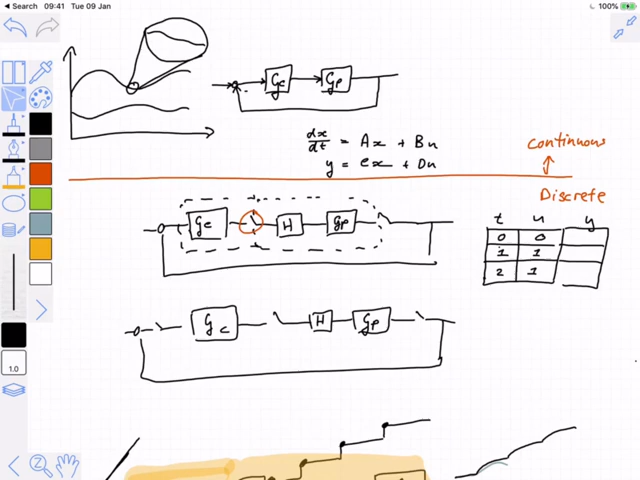 Search 09:41 Tue 09 Jan 100%
Gc Gp
dx/dt = Ax + Bu
y = Cx + Du
Continuous
Discrete
Gc H Gp
t u y
0 0
1 1
2 1
Gc H Gp
1.0